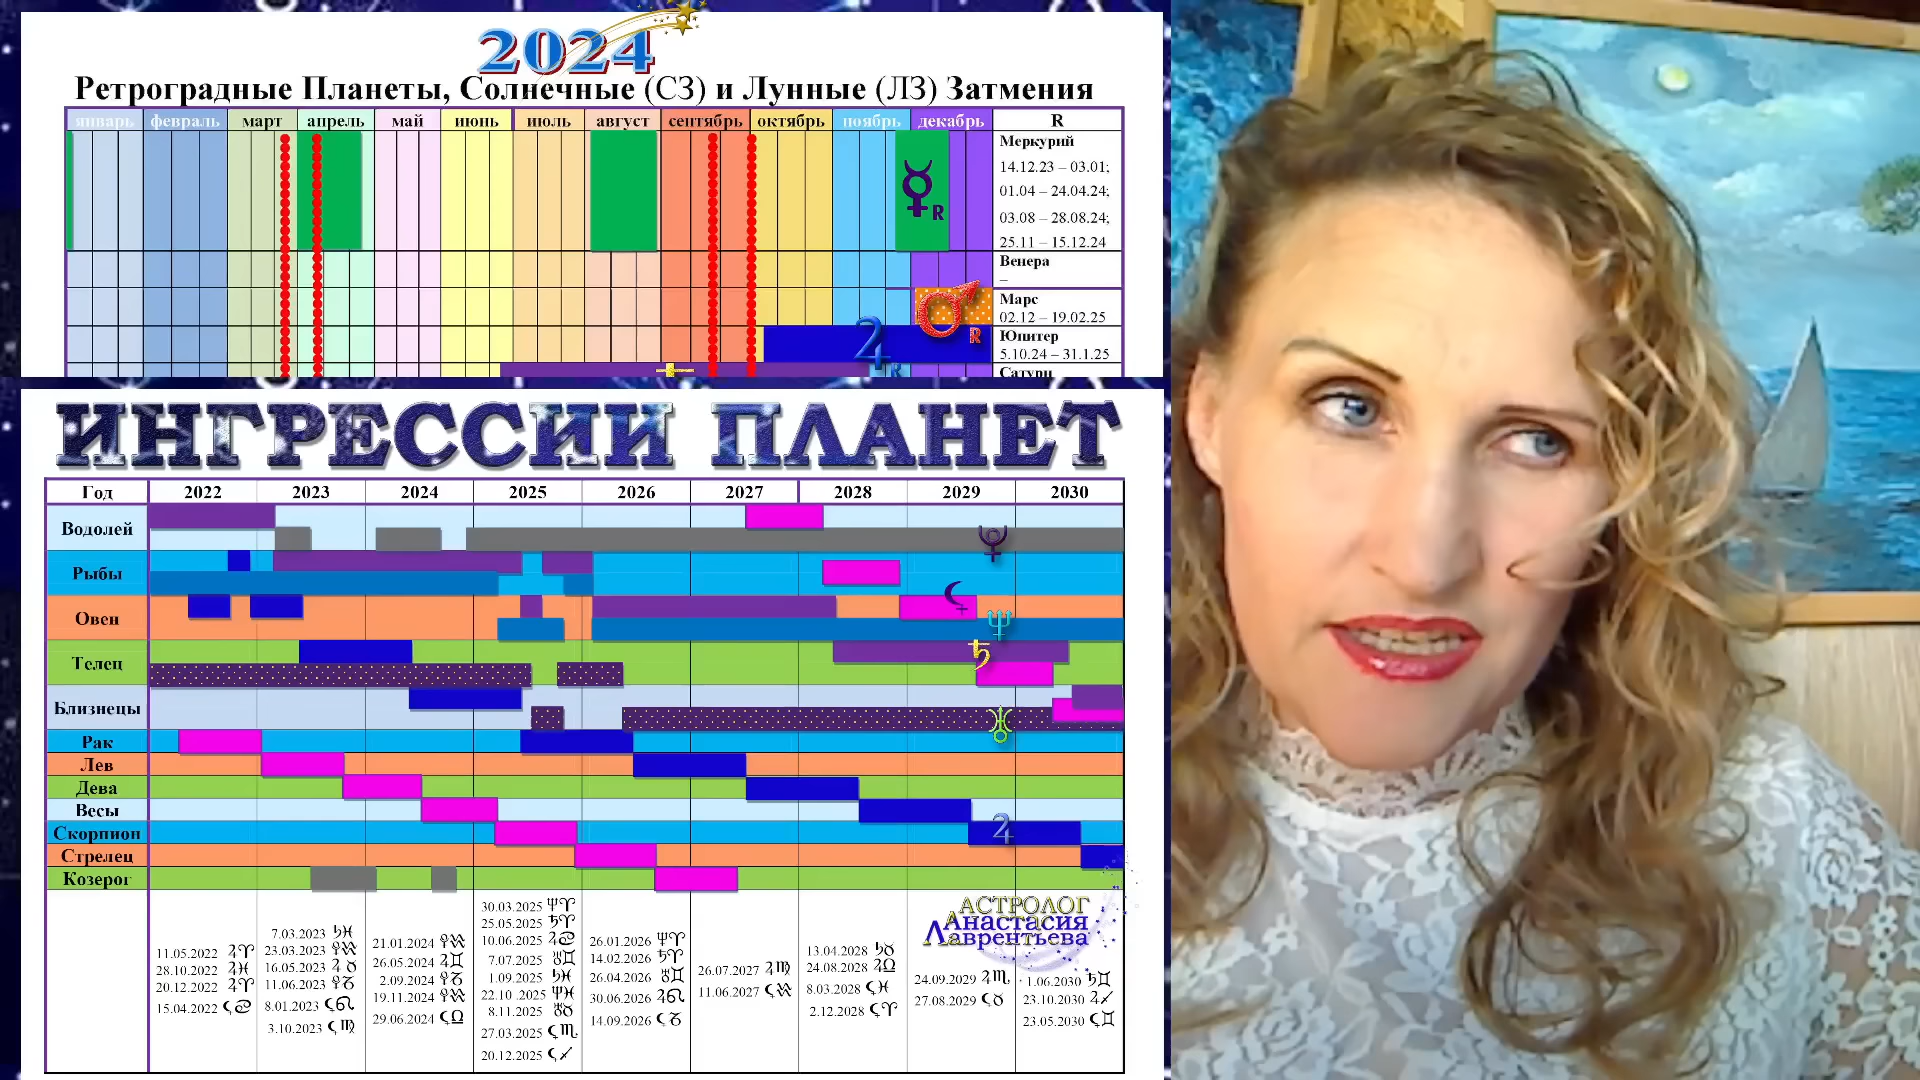 2024
Ретроградные Планеты, Солнечные (СЗ) и Лунные (ЛЗ) Затмения
январь февраль март апрель май июнь июль август сентябрь октябрь ноябрь декабрь R
Меркурий
14.12.23 – 03.01;
01.04 – 24.04.24;
03.08 – 28.08.24;
25.11 – 15.12.24
Венера
–
Марс
02.12 – 19.02.25
Юпитер
5.10.24 – 31.1.25
Сатурн
☿R
♂R
♃R
ИНГРЕССИИ ПЛАНЕТ
Год 2022 2023 2024 2025 2026 2027 2028 2029 2030
Водолей
Рыбы
Овен
Телец
Близнецы
Рак
Лев
Дева
Весы
Скорпион
Стрелец
Козерог
11.05.2022 ♃♈
28.10.2022 ♃♓
20.12.2022 ♃♈
15.04.2022 ⚸♋
7.03.2023 ♄♓
23.03.2023 ♇♒
16.05.2023 ♃♉
11.06.2023 ♇♑
8.01.2023 ⚸♌
3.10.2023 ⚸♍
21.01.2024 ♇♒
26.05.2024 ♃♊
2.09.2024 ♇♑
19.11.2024 ♇♒
29.06.2024 ⚸♎
30.03.2025 ♆♈
25.05.2025 ♄♈
10.06.2025 ♃♋
7.07.2025 ♅♊
1.09.2025 ♄♓
22.10 .2025 ♆♓
8.11.2025 ♅♉
27.03.2025 ⚸♏
20.12.2025 ⚸♐
26.01.2026 ♆♈
14.02.2026 ♄♈
26.04.2026 ♅♊
30.06.2026 ♃♌
14.09.2026 ⚸♑
26.07.2027 ♃♍
11.06.2027 ⚸♒
13.04.2028 ♄♉
24.08.2028 ♃♎
8.03.2028 ⚸♓
2.12.2028 ⚸♈
24.09.2029 ♃♏
27.08.2029 ⚸♉
1.06.2030 ♄♊
23.10.2030 ♃♐
23.05.2030 ⚸♊
АСТРОЛОГ
Анастасия
Лаврентьева